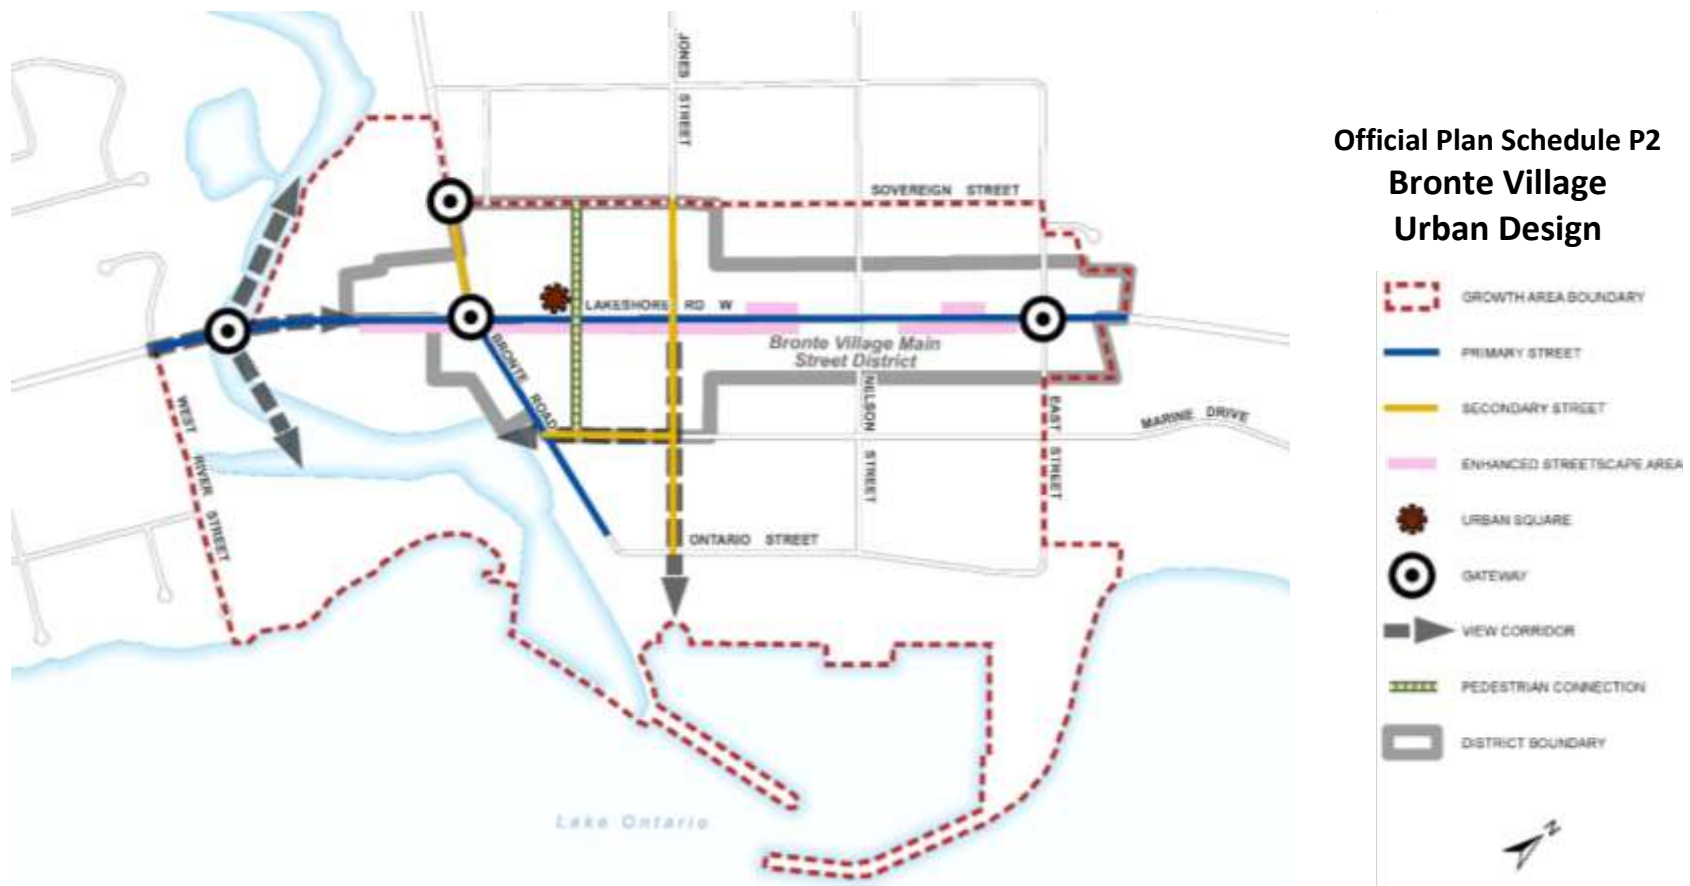 JONES STREET
SOVEREIGN STREET
LAKESHORE RD W
Bronte Village Main
Street District
BRONTE ROAD
WEST RIVER STREET
NELSON STREET
EAST STREET
MARINE DRIVE
ONTARIO STREET
Lake Ontario
Official Plan Schedule P2
Bronte Village
Urban Design
GROWTH AREA BOUNDARY
PRIMARY STREET
SECONDARY STREET
ENHANCED STREETSCAPE AREA
URBAN SQUARE
GATEWAY
VIEW CORRIDOR
PEDESTRIAN CONNECTION
DISTRICT BOUNDARY
N